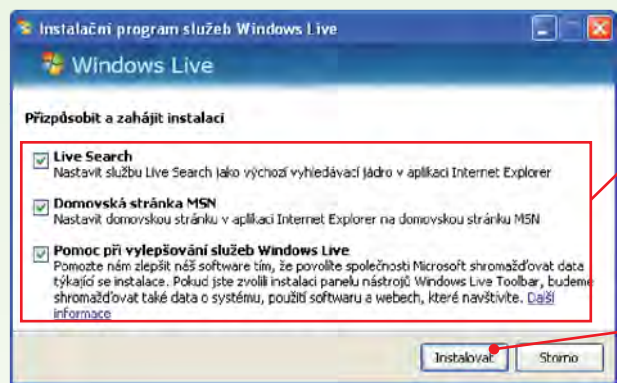 Instalační program služeb Windows Live
Windows Live
Přizpůsobit a zahájit instalaci
Live Search
Nastavit službu Live Search jako výchozí vyhledávací jádro v aplikaci Internet Explorer
Domovská stránka MSN
Nastavit domovskou stránku v aplikaci Internet Explorer na domovskou stránku MSN
Pomoc při vylepšování služeb Windows Live
Pomozte nám zlepšit náš software tím, že povolíte společnosti Microsoft shromažďovat data
týkající se instalace. Pokud jste zvolili instalaci panelu nástrojů Windows Live Toolbar, budeme
shromažďovat také data o systému, použití softwaru a webech, které navštívíte. Další
informace
Instalovat Storno